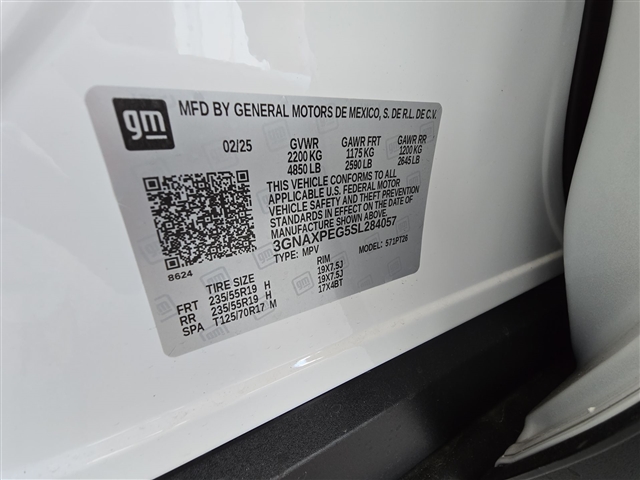 gm
MFD BY GENERAL MOTORS DE MEXICO, S. DE R.L. DE C.V.
02/25 GVWR GAWR FRT GAWR RR
2200 KG 1175 KG 1200 KG
4850 LB 2590 LB 2645 LB
THIS VEHICLE CONFORMS TO ALL
APPLICABLE U.S. FEDERAL MOTOR
VEHICLE SAFETY AND THEFT PREVENTION
STANDARDS IN EFFECT ON THE DATE OF
MANUFACTURE SHOWN ABOVE.
3GNAXPEG5SL284057
TYPE: MPV MODEL: 571PT26
8624
TIRE SIZE RIM
FRT 235/55R19 H 19X7.5J
RR 235/55R19 H 19X7.5J
SPA T125/70R17 M 17X4BT